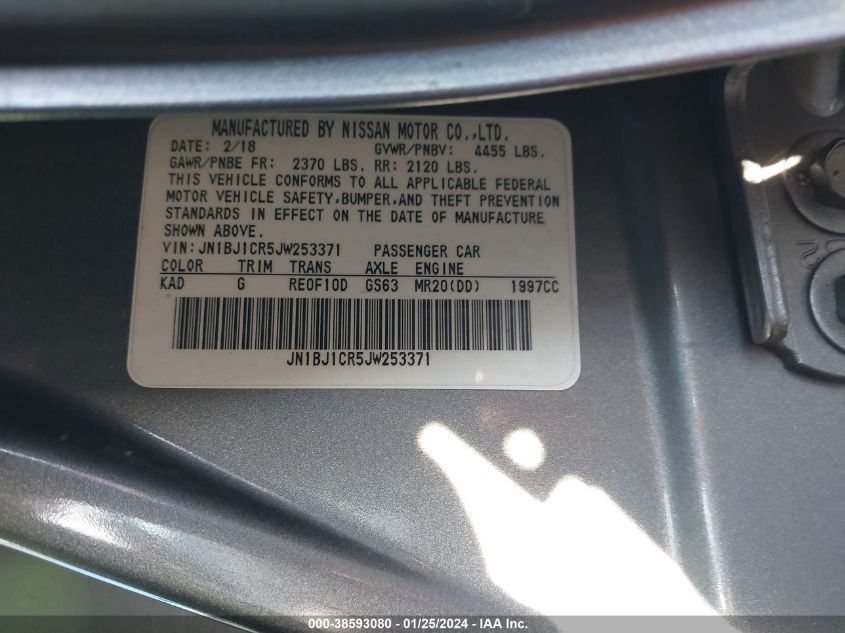 MANUFACTURED BY NISSAN MOTOR CO.,LTD.
DATE: 2/18 GVWR/PNBV: 4455 LBS.
GAWR/PNBE FR: 2370 LBS. RR: 2120 LBS.
THIS VEHICLE CONFORMS TO ALL APPLICABLE FEDERAL
MOTOR VEHICLE SAFETY,BUMPER,AND THEFT PREVENTION
STANDARDS IN EFFECT ON THE DATE OF MANUFACTURE
SHOWN ABOVE.
VIN:JN1BJ1CR5JW253371 PASSENGER CAR
COLOR TRIM TRANS AXLE ENGINE
KAD G RE0F10D GS63 MR20(DD) 1997CC
JN1BJ1CR5JW253371
000-38593080 - 01/25/2024 - IAA Inc.